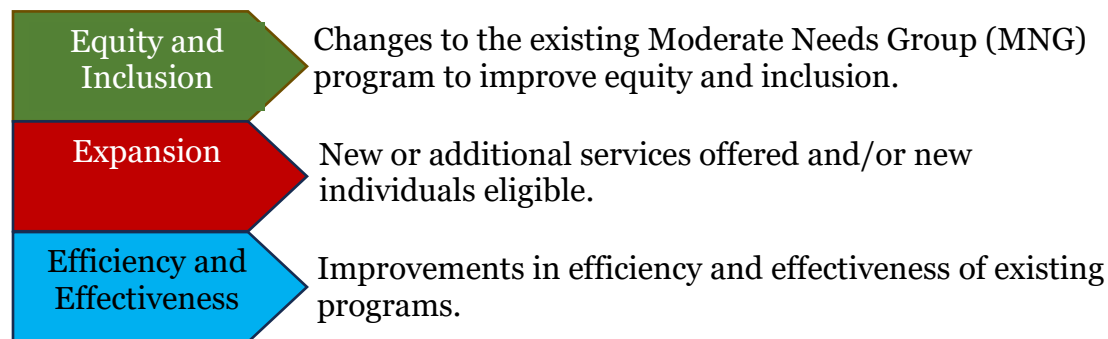 Equity and
Inclusion
Changes to the existing Moderate Needs Group (MNG)
program to improve equity and inclusion.
Expansion
New or additional services offered and/or new
individuals eligible.
Efficiency and
Effectiveness
Improvements in efficiency and effectiveness of existing
programs.